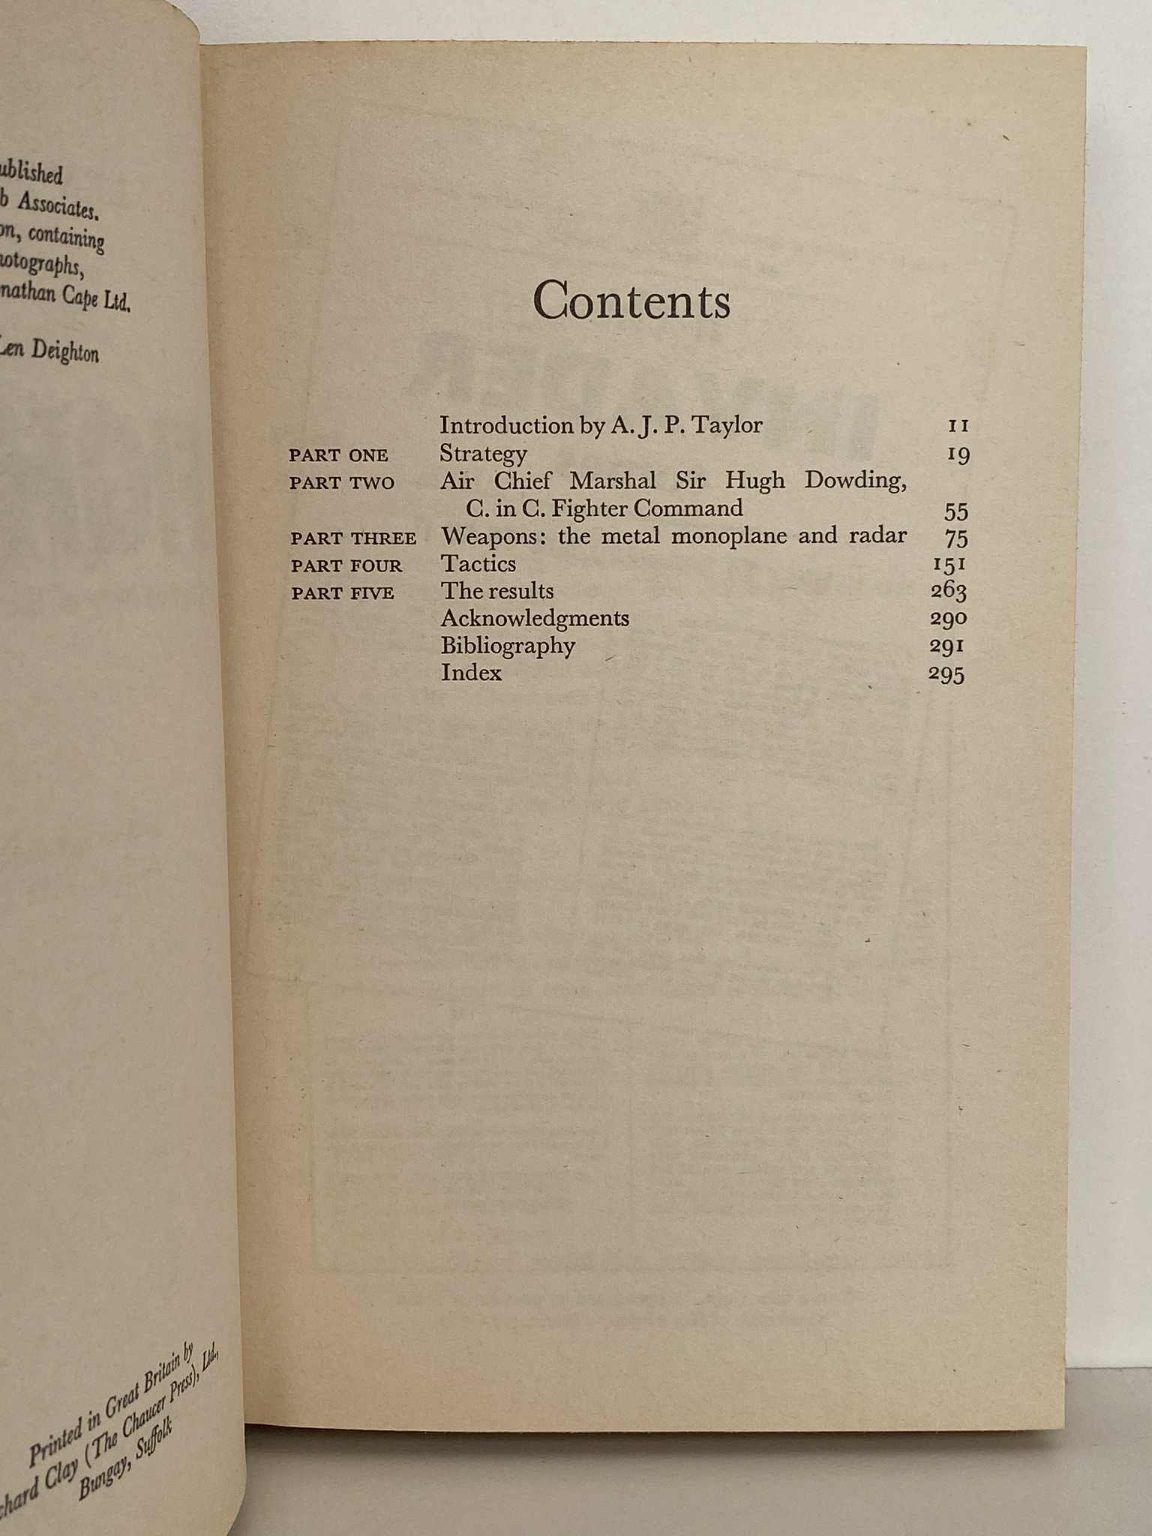 ublished
b Associates.
on, containing
hotographs,
nathan Cape Ltd.
Len Deighton
Printed in Great Britain by
chard Clay (The Chaucer Press), Ltd,
Bungay, Suffolk
Contents
Introduction by A. J. P. Taylor 11
PART ONE Strategy 19
PART TWO Air Chief Marshal Sir Hugh Dowding,
C. in C. Fighter Command 55
PART THREE Weapons: the metal monoplane and radar 75
PART FOUR Tactics 151
PART FIVE The results 263
Acknowledgments 290
Bibliography 291
Index 295